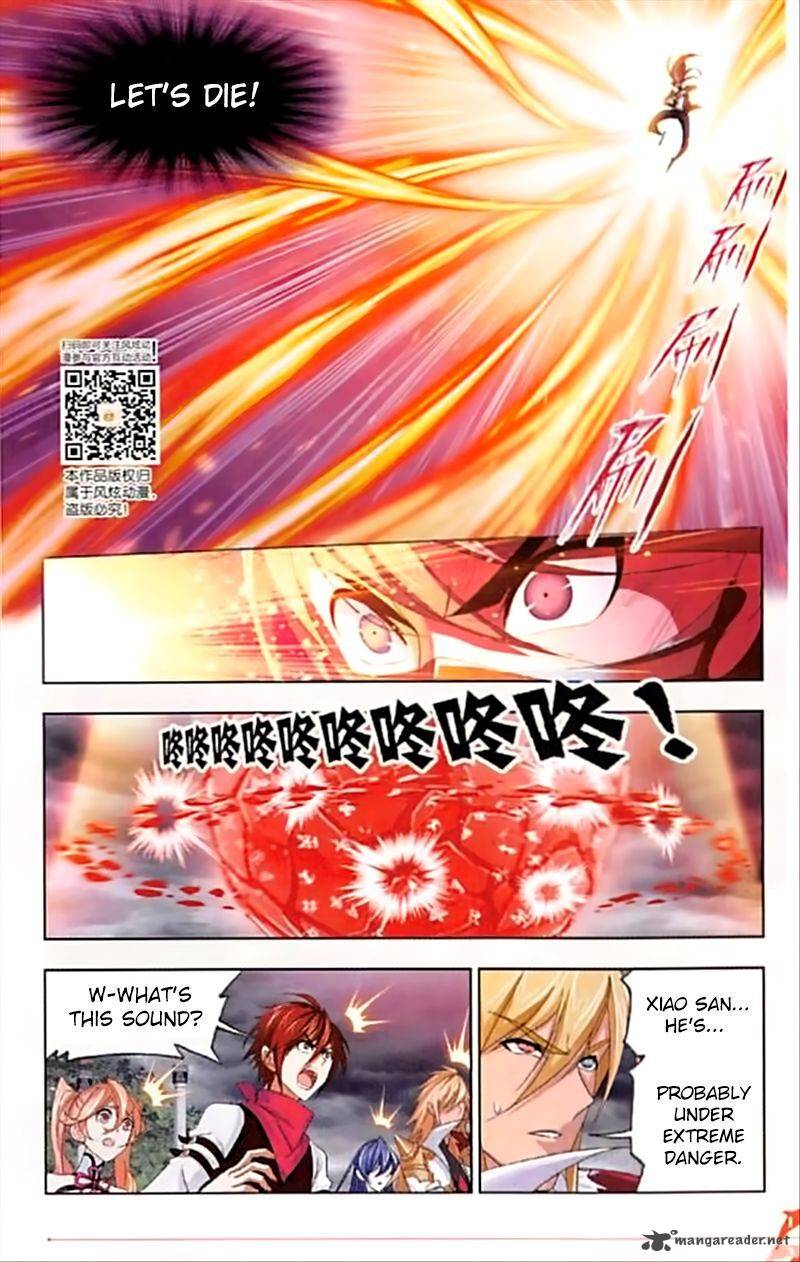 LET'S DIE!
刷
刷
刷
刷
扫码即可关注风炫动
漫参与官方互动活动!
本作品版权归
属于风炫动漫,
盗版必究!
咚咚咚咚咚咚咚咚咚咚!
W-WHAT'S
THIS SOUND?
XIAO SAN...
HE'S...
PROBABLY
UNDER
EXTREME
DANGER.
mangareader.net